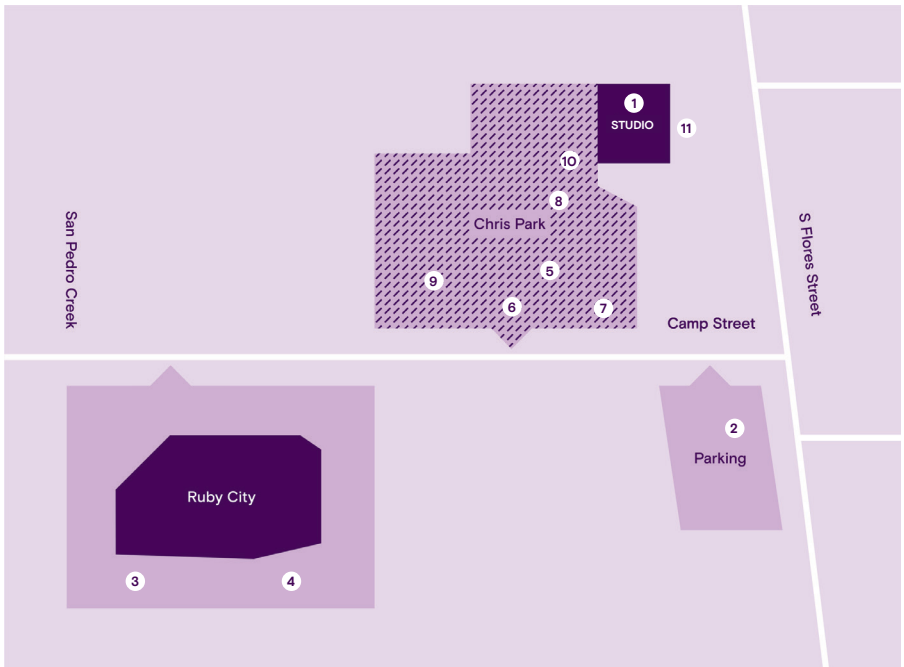 1
STUDIO
11
10
8
Chris Park
San Pedro Creek
S Flores Street
5
9
6
7
Camp Street
2
Parking
Ruby City
3
4